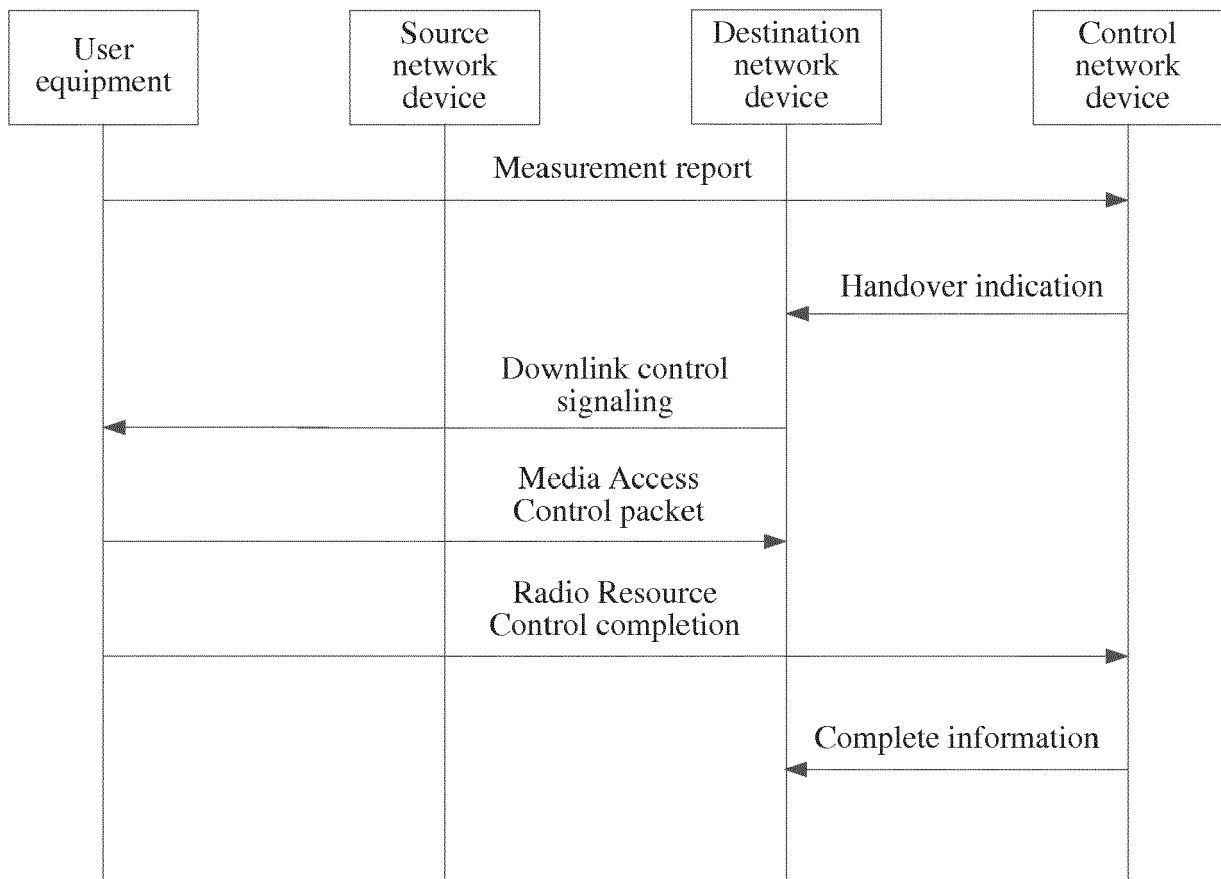 User
equipment
Source
network
device
Destination
network
device
Control
network
device
Measurement report
Handover indication
Downlink control
signaling
Media Access
Control packet
Radio Resource
Control completion
Complete information